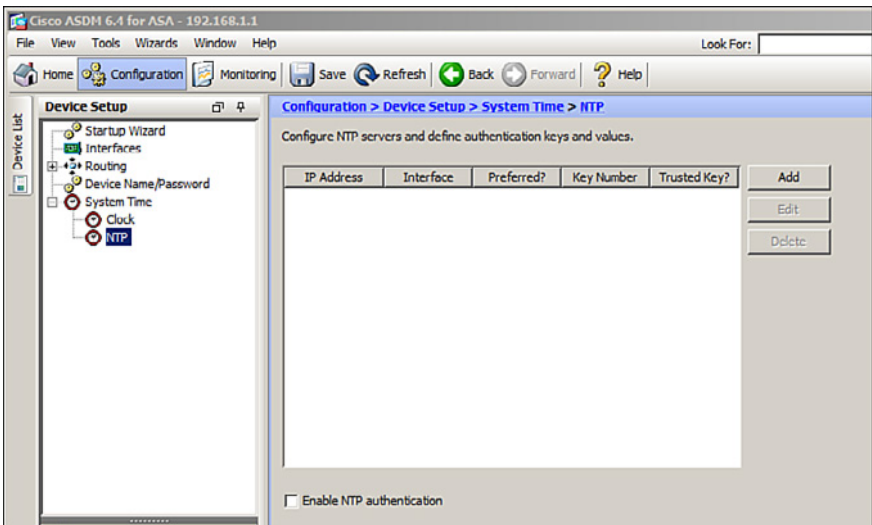 Cisco ASDM 6.4 for ASA - 192.168.1.1
File View Tools Wizards Window Help Look For:
Home Configuration Monitoring Save Refresh Back Forward Help
Device List
Device Setup
Startup Wizard
Interfaces
Routing
Device Name/Password
System Time
Clock
NTP
Configuration > Device Setup > System Time > NTP
Configure NTP servers and define authentication keys and values.
IP Address Interface Preferred? Key Number Trusted Key?
Add
Edit
Delete
Enable NTP authentication